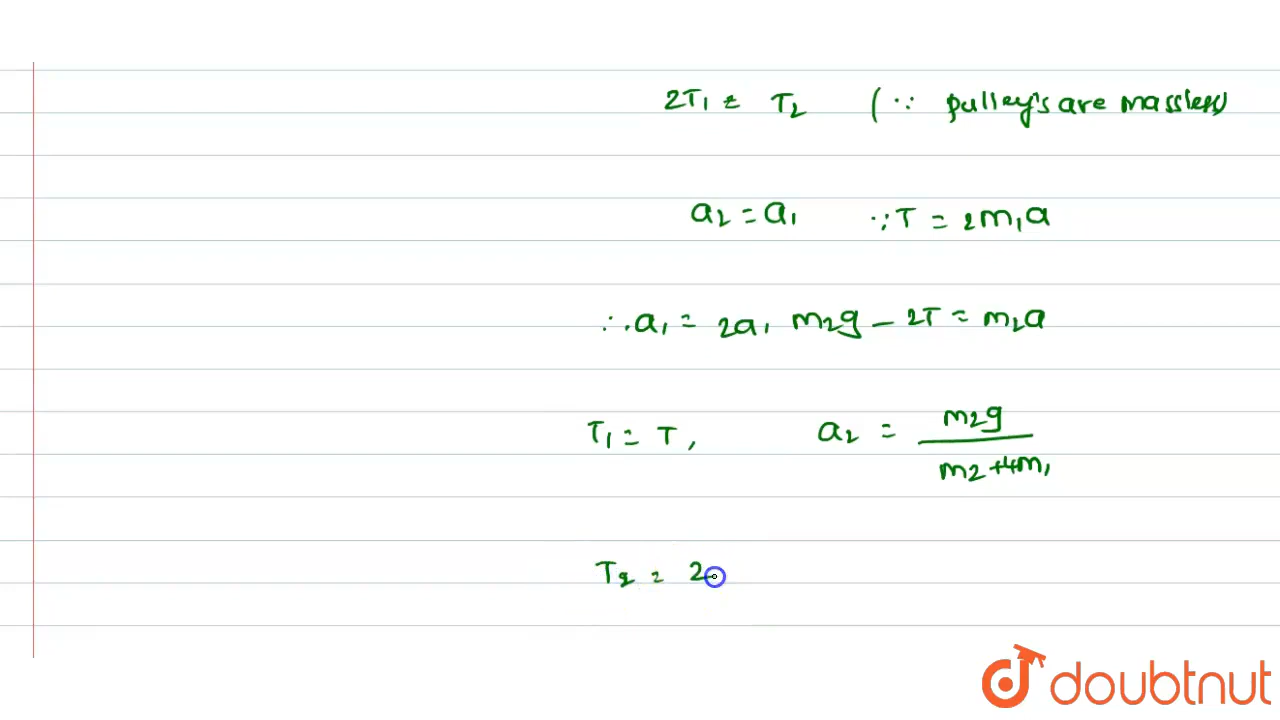 2T₁ = T₂ (∵ pulley's are massless)
a₂ = a₁ ∵ T = 2m₁a
∴ a₁ = 2a₁ m₂g - 2T = m₂a
T₁ = T, a₂ = m₂g / m₂+4m₁
T₂ = 2
doubtnut